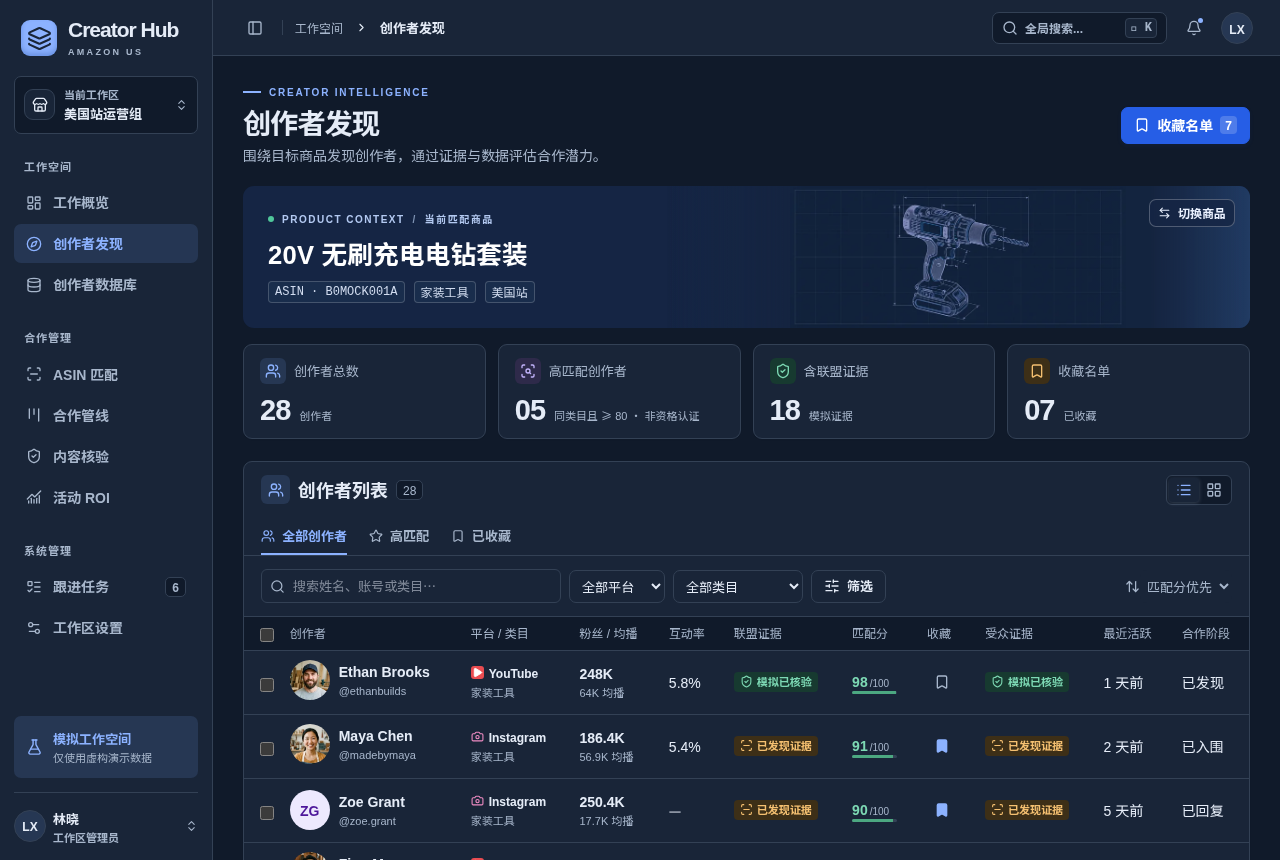 Creator Hub
AMAZON US
当前工作区
美国站运营组
工作空间
工作概览
创作者发现
创作者数据库
合作管理
ASIN 匹配
合作管线
内容核验
活动 ROI
系统管理
跟进任务 6
工作区设置
模拟工作空间
仅使用虚构演示数据
LX 林晓
工作区管理员
工作空间 创作者发现
全局搜索... K
LX
CREATOR INTELLIGENCE
创作者发现
围绕目标商品发现创作者，通过证据与数据评估合作潜力。
收藏名单 7
PRODUCT CONTEXT / 当前匹配商品
20V 无刷充电电钻套装
ASIN · B0MOCK001A 家装工具 美国站
切换商品
创作者总数
28 创作者
高匹配创作者
05 同类目且 ≥ 80 · 非资格认证
含联盟证据
18 模拟证据
收藏名单
07 已收藏
创作者列表 28
全部创作者 高匹配 已收藏
搜索姓名、账号或类目… 全部平台 全部类目 筛选 匹配分优先
创作者 平台 / 类目 粉丝 / 均播 互动率 联盟证据 匹配分 收藏 受众证据 最近活跃 合作阶段
Ethan Brooks YouTube 248K 5.8% 模拟已核验 98/100 模拟已核验 1 天前 已发现
@ethanbuilds 家装工具 64K 均播
Maya Chen Instagram 186.4K 5.4% 已发现证据 91/100 已发现证据 2 天前 已入围
@madebymaya 家装工具 56.9K 均播
ZG Zoe Grant Instagram 250.4K — 已发现证据 90/100 已发现证据 5 天前 已回复
@zoe.grant 家装工具 17.7K 均播